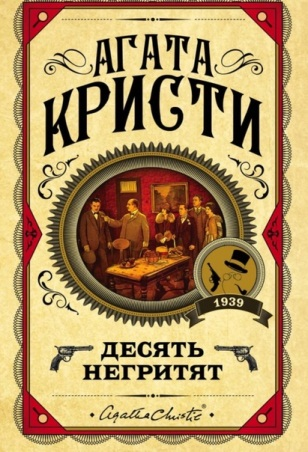 АГАТА
КРИСТИ
1939
ДЕСЯТЬ
НЕГРИТЯТ
Agatha Christie®